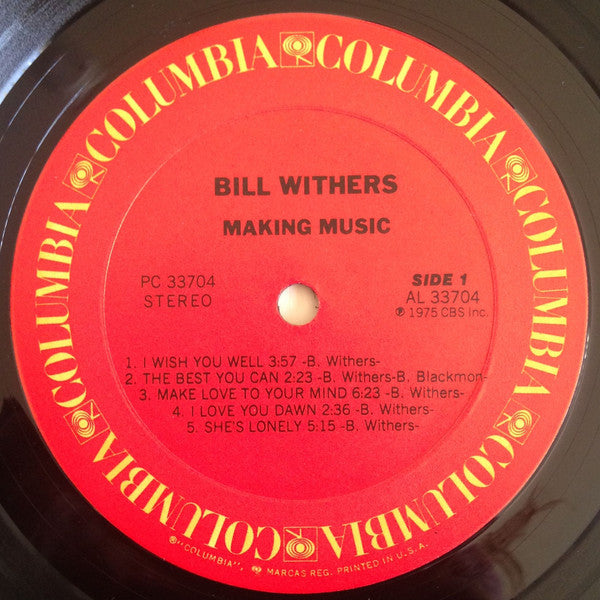 COLUMBIA COLUMBIA COLUMBIA COLUMBIA COLUMBIA COLUMBIA
BILL WITHERS
MAKING MUSIC
PC 33704
STEREO
SIDE 1
AL 33704
℗ 1975 CBS Inc.
1. I WISH YOU WELL 3:57 -B. Withers-
2. THE BEST YOU CAN 2:23 -B. Withers-B. Blackmon-
3. MAKE LOVE TO YOUR MIND 6:23 -B. Withers-
4. I LOVE YOU DAWN 2:36 -B. Withers-
5. SHE'S LONELY 5:15 -B. Withers-
®"COLUMBIA", MARCAS REG. PRINTED IN U.S.A.